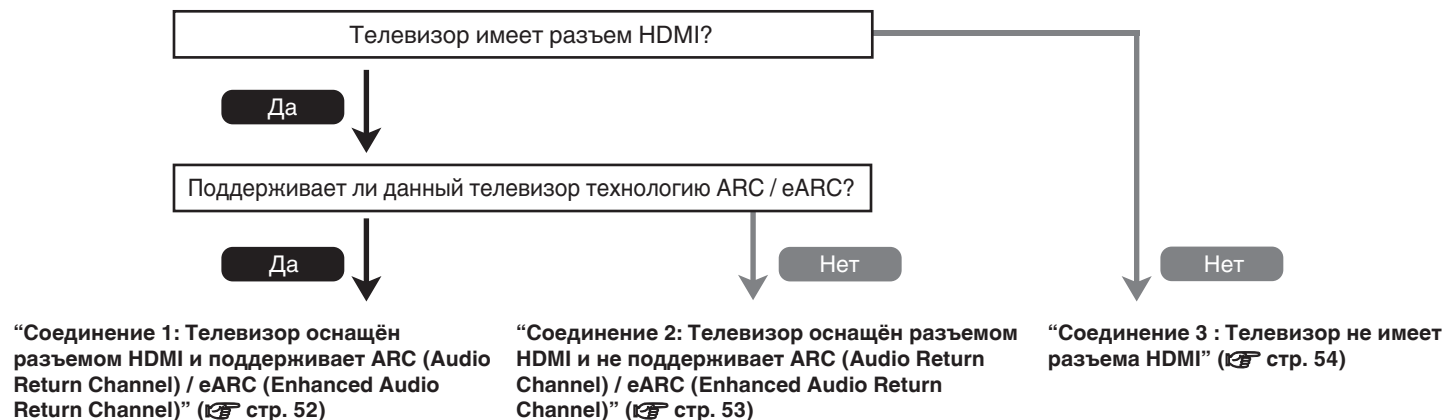 Телевизор имеет разъем HDMI?
Да
Поддерживает ли данный телевизор технологию ARC / eARC?
Да
Нет
Нет
“Соединение 1: Телевизор оснащён
разъемом HDMI и поддерживает ARC (Audio
Return Channel) / eARC (Enhanced Audio
Return Channel)” (стр. 52)
“Соединение 2: Телевизор оснащён разъемом
HDMI и не поддерживает ARC (Audio Return
Channel) / eARC (Enhanced Audio Return
Channel)” (стр. 53)
“Соединение 3 : Телевизор не имеет
разъема HDMI” (стр. 54)